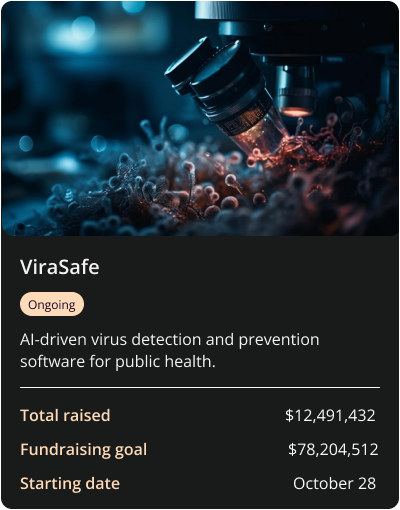 ViraSafe
Ongoing
AI-driven virus detection and prevention
software for public health.
Total raised $12,491,432
Fundraising goal $78,204,512
Starting date October 28